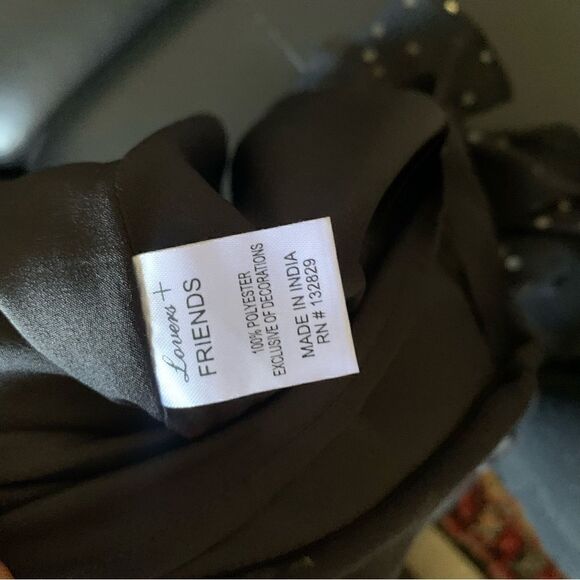 Lovers +
FRIENDS
100% POLYESTER
EXCLUSIVE OF DECORATIONS
MADE IN INDIA
RN # 132829